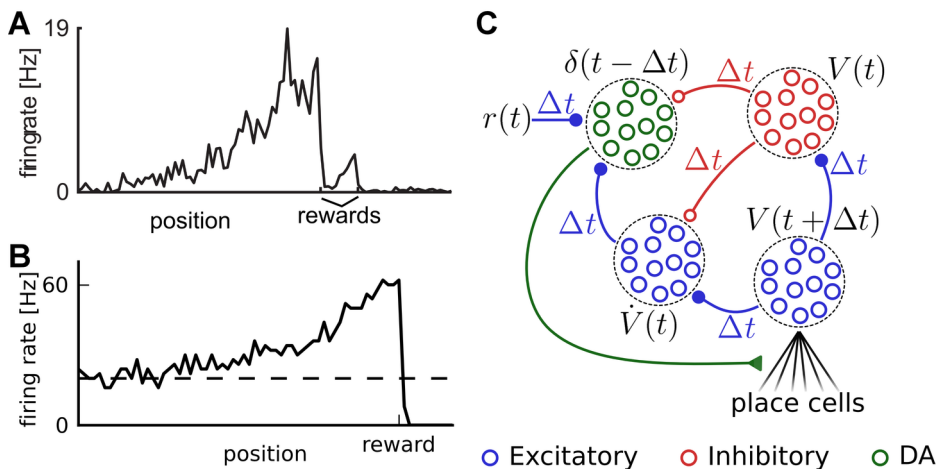 A
19
firing rate [Hz]
0
position
rewards
B
60
firing rate [Hz]
0
position
reward
C
δ(t − Δt)
V(t)
Δt
Δt
r(t)
Δt
Δt
V(t + Δt)
Δt
V̇(t)
Δt
place cells
Excitatory
Inhibitory
DA